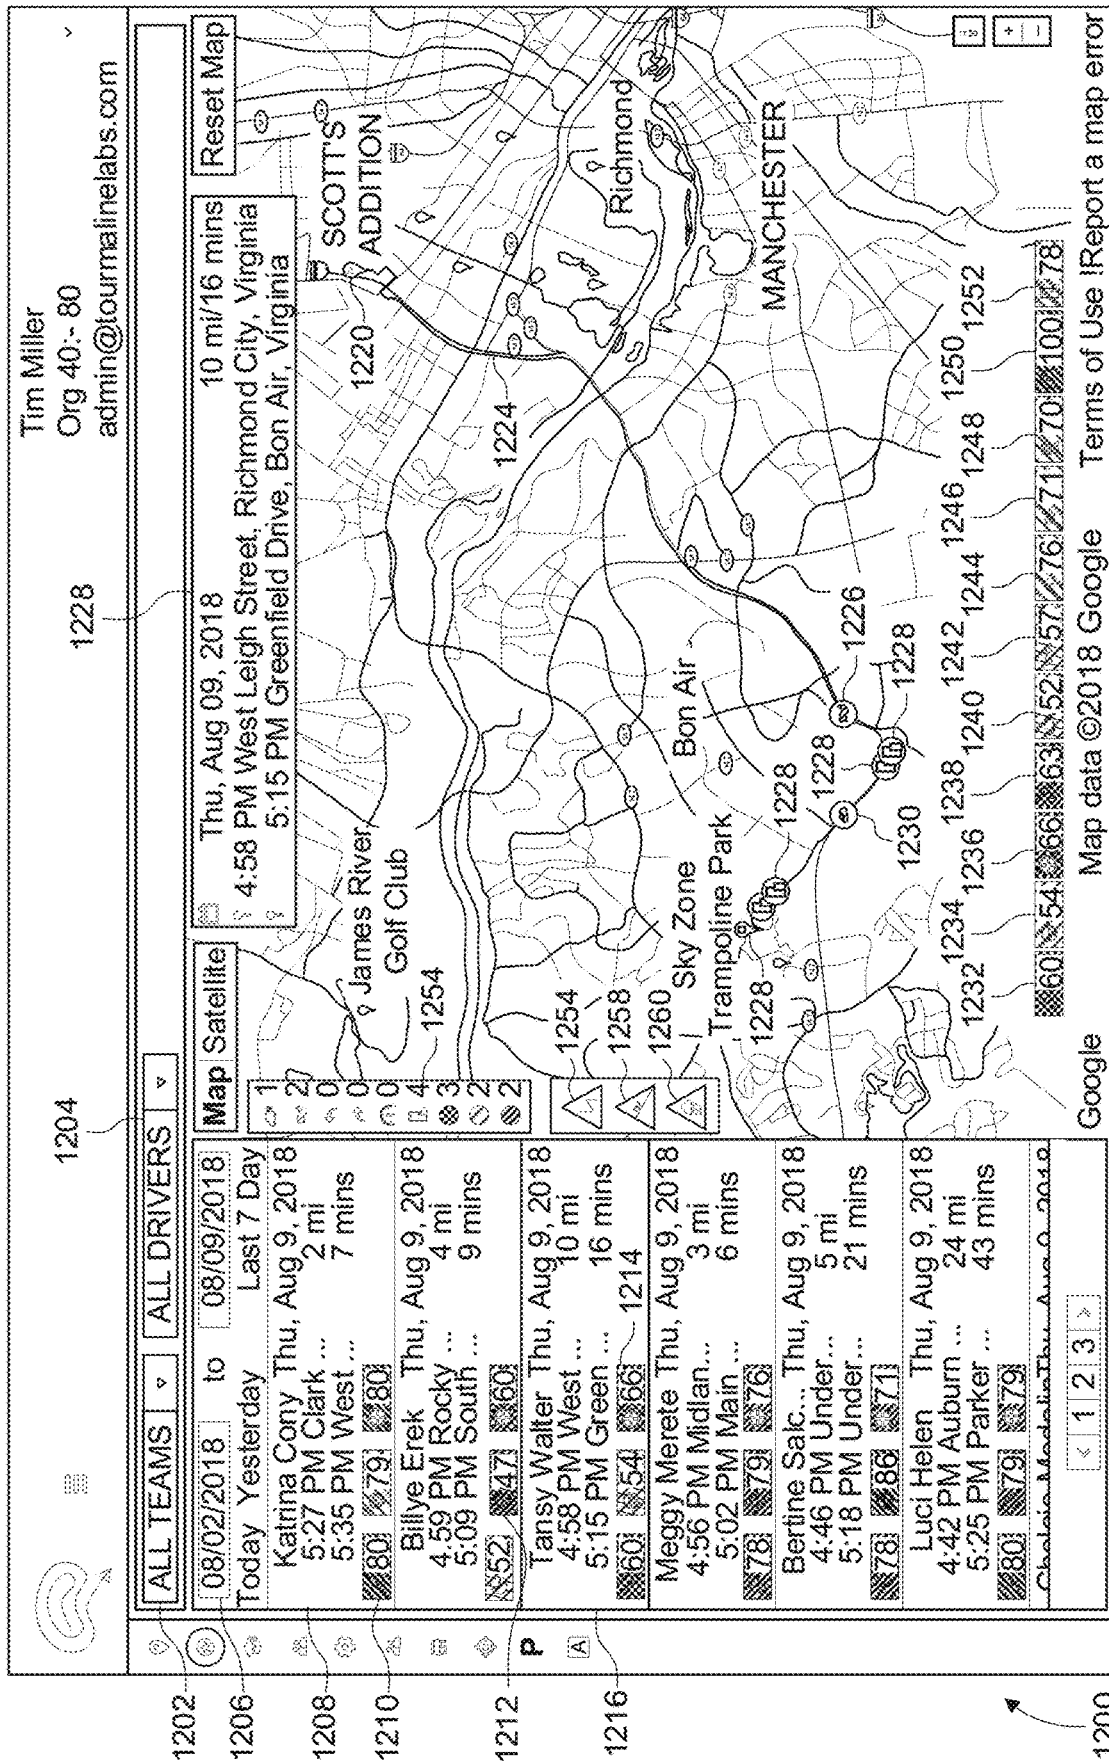 Tim Miller
Org 40:- 80
admin@tourmalinelabs.com
1228
1204
1202
1206
1208
1210
1212
1216
1200
ALL TEAMS
ALL DRIVERS
08/02/2018 to 08/09/2018
Today Yesterday Last 7 Day
Katrina Cony Thu, Aug 9, 2018
5:27 PM Clark ... 2 mi
5:35 PM West ... 7 mins
80 79 80
Billye Erek Thu, Aug 9, 2018
4:59 PM Rocky ... 4 mi
5:09 PM South ... 9 mins
52 47 60
Tansy Walter Thu, Aug 9, 2018
4:58 PM West ... 10 mi
5:15 PM Green ... 16 mins
60 54 66 1214
Meggy Merete Thu, Aug 9, 2018
4:56 PM Midlan... 3 mi
5:02 PM Main ... 6 mins
78 79 76
Bertine Salc... Thu, Aug 9, 2018
4:46 PM Under... 5 mi
5:18 PM Under... 21 mins
78 86 71
Luci Helen Thu, Aug 9, 2018
4:42 PM Auburn ... 24 mi
5:25 PM Parker ... 43 mins
80 79 79
< 1 2 3 >
P
A
Map Satellite
Thu, Aug 09, 2018 10 mi/16 mins
4:58 PM West Leigh Street, Richmond City, Virginia
5:15 PM Greenfield Drive, Bon Air, Virginia
Reset Map
1
2
0
0
0
4
3
2
2
1254
James River
Golf Club
SCOTT'S
ADDITION
1220
1224
Richmond
MANCHESTER
1254
1258
1260
Sky Zone
Trampoline Park
Bon Air
1226
1228
1228
1228
1228
1230
1232 1234 1236 1238 1240 1242 1244 1246 1248 1250 1252
60 54 66 63 52 57 76 71 70 100 78
+
-
Google
Map data ©2018 Google
Terms of Use !Report a map error